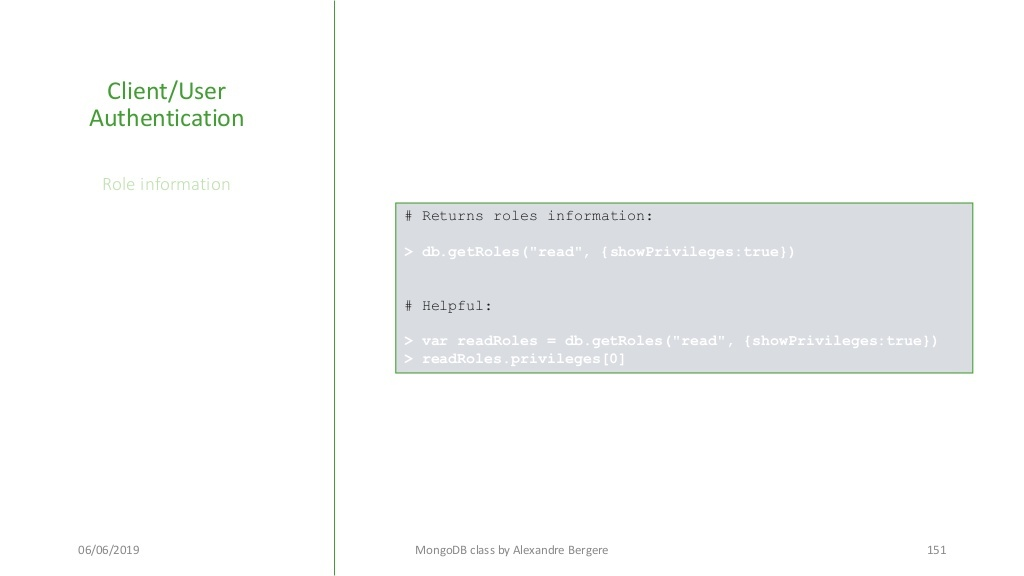 Client/User
Authentication
Role information
# Returns roles information:
> db.getRoles("read", {showPrivileges:true})
# Helpful:
> var readRoles = db.getRoles("read", {showPrivileges:true})
> readRoles.privileges[0]
06/06/2019
MongoDB class by Alexandre Bergere
151